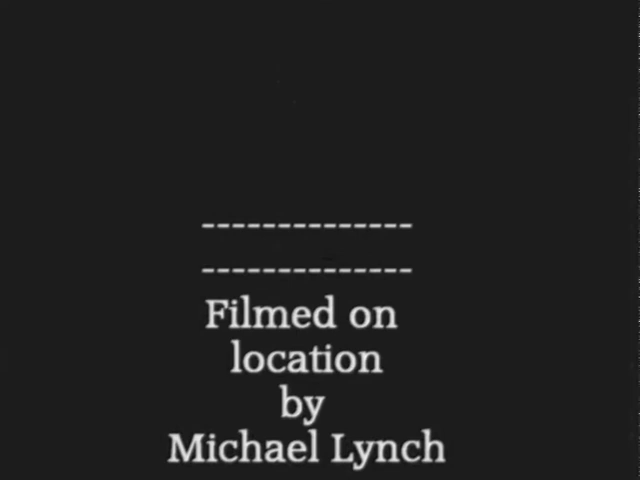 --------------
--------------
Filmed on
location
by
Michael Lynch